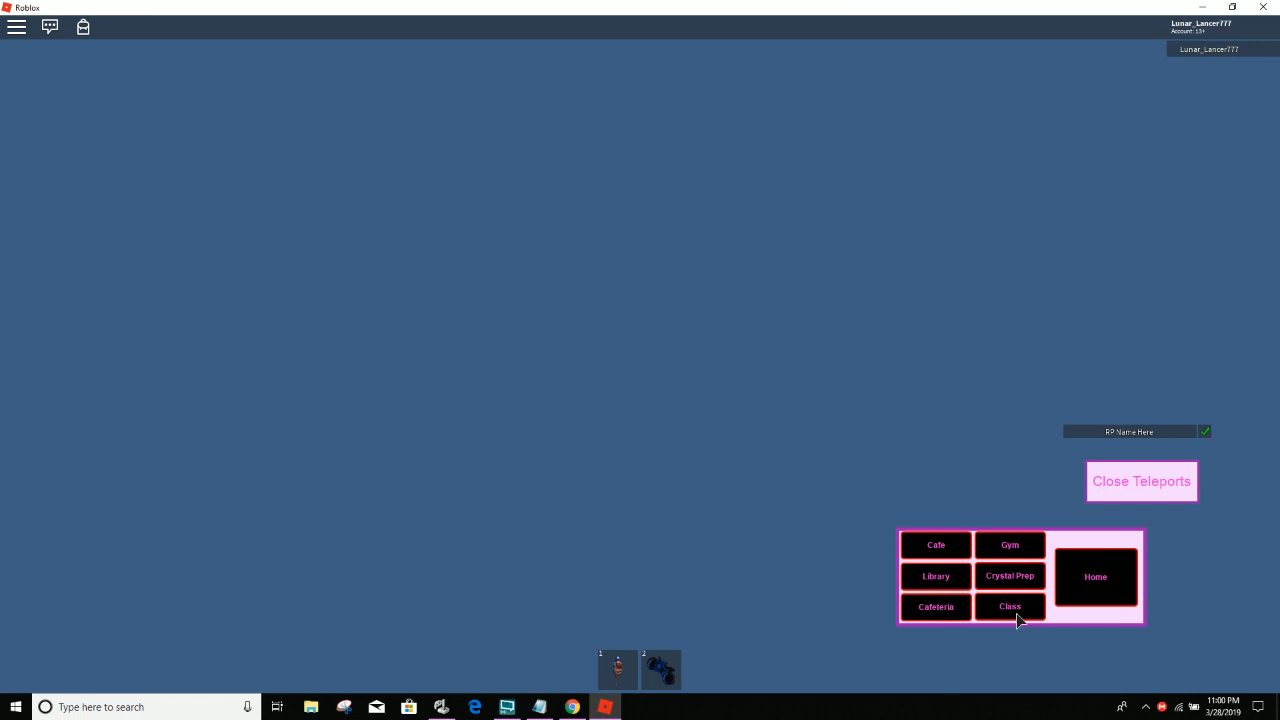 Roblox
Lunar_Lancer777
Account: 13+
Lunar_Lancer777
RP Name Here
Close Teleports
Cafe
Gym
Library
Crystal Prep
Home
Cafeteria
Class
1
2
Type here to search
11:00 PM
3/28/2019